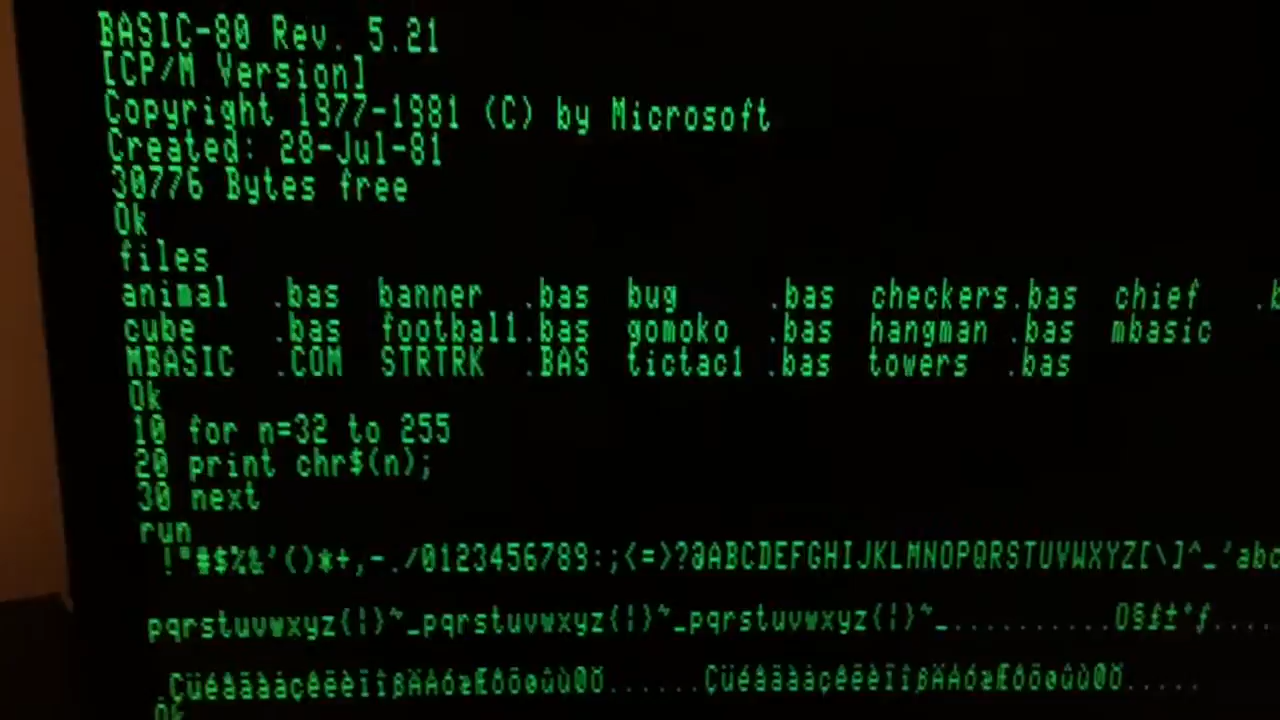 BASIC-80 Rev. 5.21
[CP/M Version]
Copyright 1977-1981 (C) by Microsoft
Created: 28-Jul-81
30776 Bytes free
Ok
files
animal .bas banner .bas bug .bas checkers.bas chief .b
cube .bas football.bas gomoko .bas hangman .bas mbasic
MBASIC .COM STRTRK .BAS tictac1 .bas towers .bas
Ok
10 for n=32 to 255
20 print chr$(n);
30 next
run
!"#$%&'()*+,-./0123456789:;<=>?@ABCDEFGHIJKLMNOPQRSTUVWXYZ[\]^_'abc
pqrstuvwxyz{|}~_pqrstuvwxyz{|}~_pqrstuvwxyz{|}~_
Ok